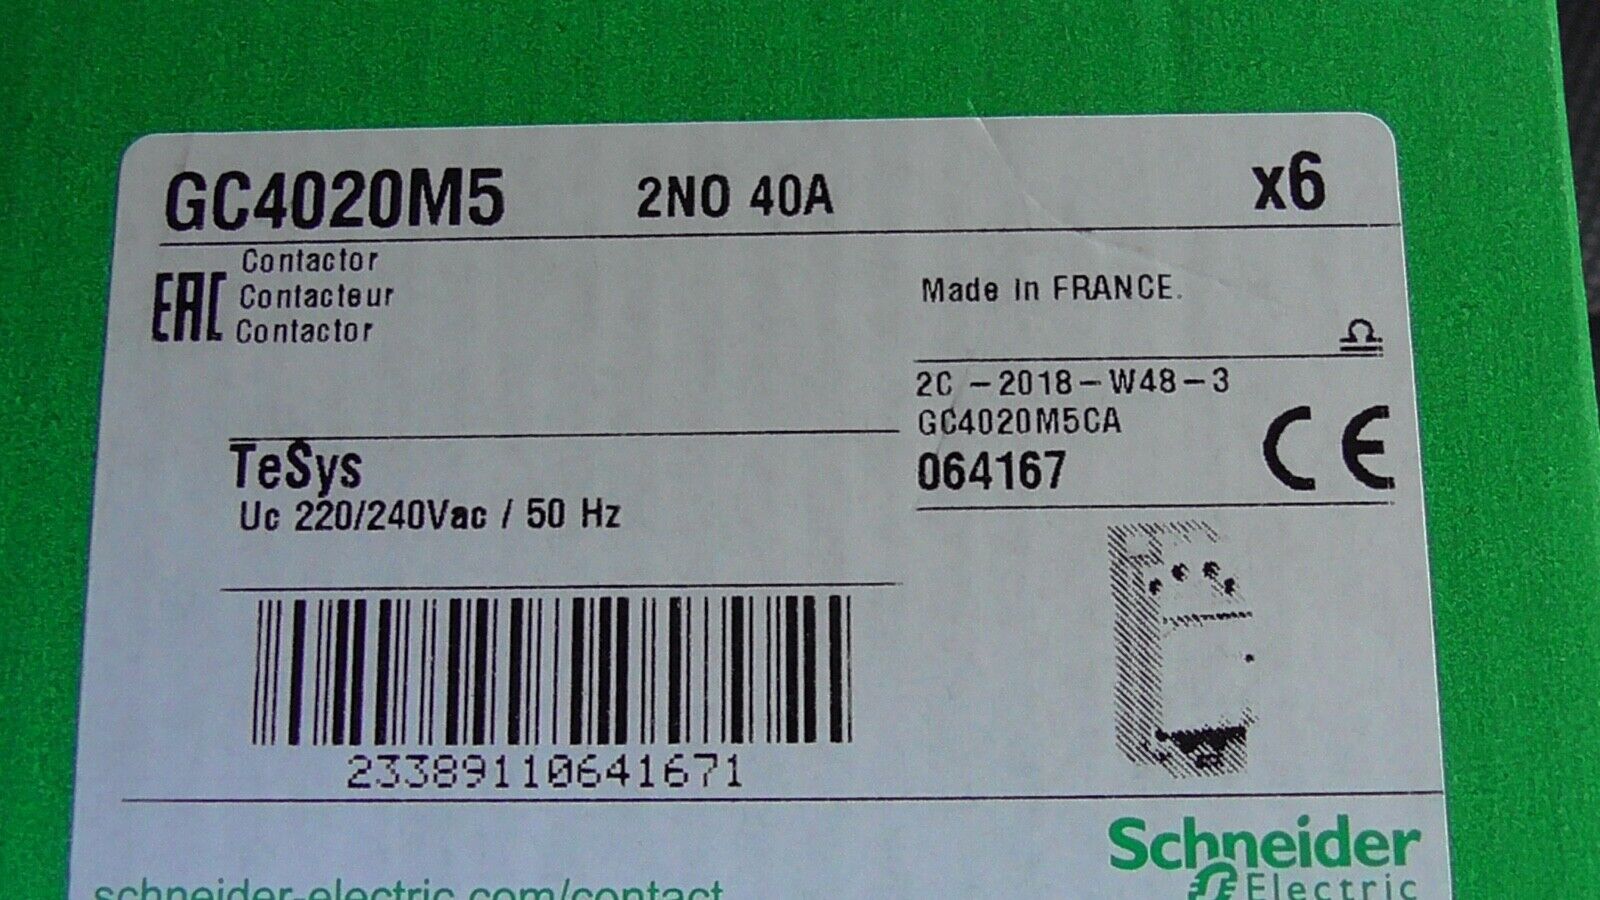 GC4020M5 2NO 40A x6
EAC
Contactor
Contacteur
Contactor
Made in FRANCE.
2C - 2018 - W48 - 3
GC4020M5CA
064167
CE
TeSys
Uc 220/240Vac / 50 Hz
23389110641671
Schneider
Electric
schneider-electric.com/contact